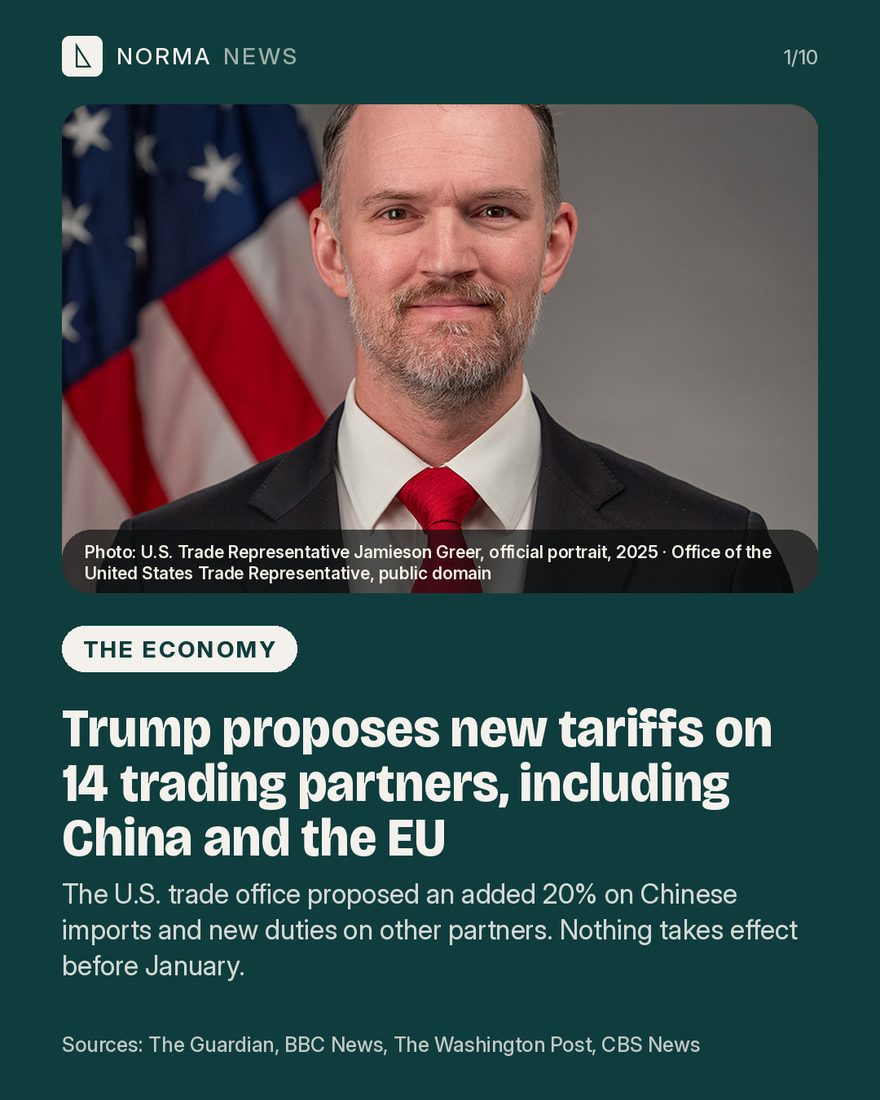 NORMA NEWS
1/10
Photo: U.S. Trade Representative Jamieson Greer, official portrait, 2025 · Office of the
United States Trade Representative, public domain
THE ECONOMY
Trump proposes new tariffs on
14 trading partners, including
China and the EU
The U.S. trade office proposed an added 20% on Chinese
imports and new duties on other partners. Nothing takes effect
before January.
Sources: The Guardian, BBC News, The Washington Post, CBS News